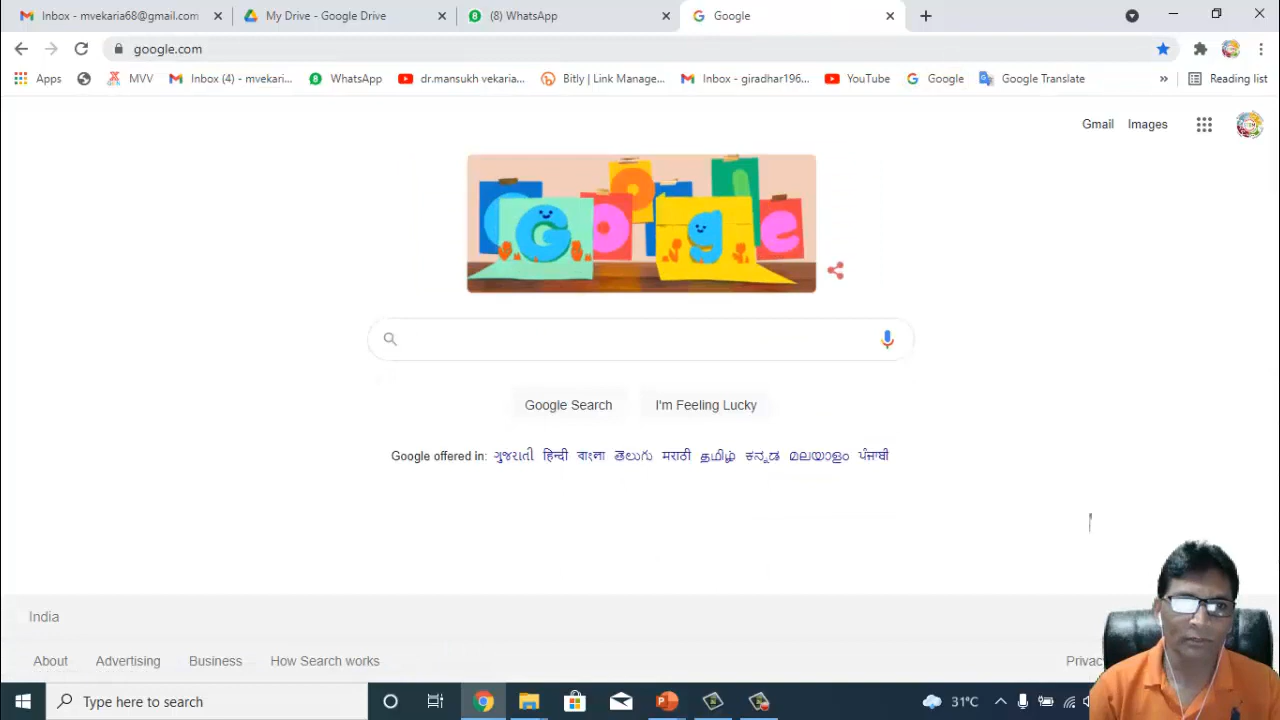 Inbox - mvekaria68@gmail.com
My Drive - Google Drive
(8) WhatsApp
Google
google.com
Apps
MVV
Inbox (4) - mvekari...
WhatsApp
dr.mansukh vekaria...
Bitly | Link Manage...
Inbox - giradhar196...
YouTube
Google
Google Translate
»
Reading list
Gmail
Images
Google
Google Search
I'm Feeling Lucky
Google offered in: ગુજરાતી हिन्दी বাংলা తెలుగు मराठी தமிழ் ಕನ್ನಡ മലയാളം ਪੰਜਾਬੀ
India
About
Advertising
Business
How Search works
Type here to search
31°C